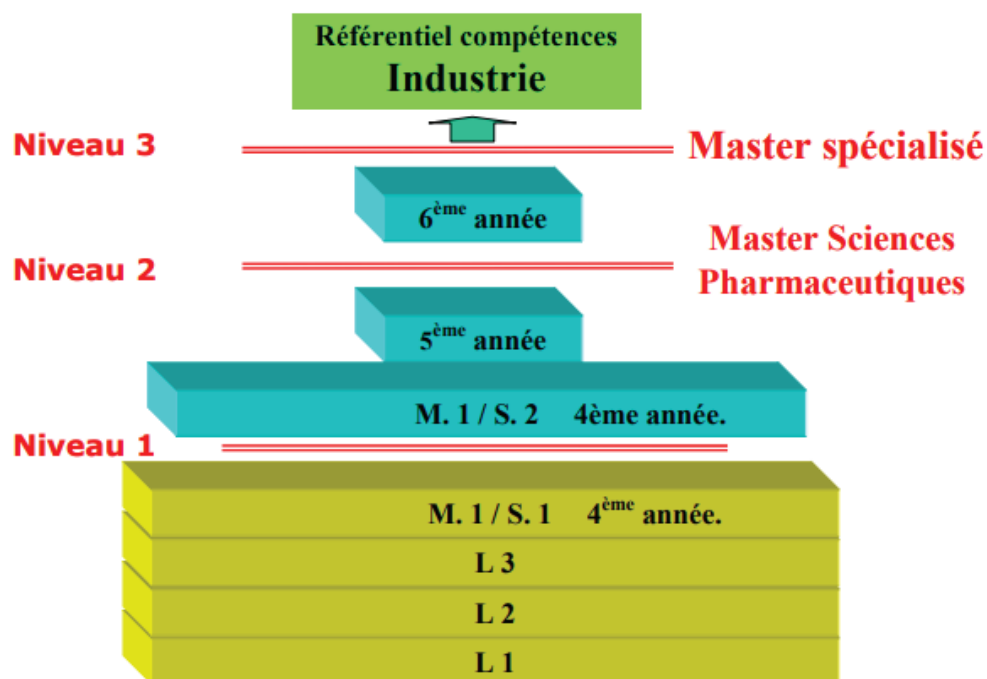 Référentiel compétences
Industrie
Niveau 3
Master spécialisé
6ème année
Niveau 2
Master Sciences
Pharmaceutiques
5ème année
M. 1 / S. 2 4ème année.
Niveau 1
M. 1 / S. 1 4ème année.
L 3
L 2
L 1